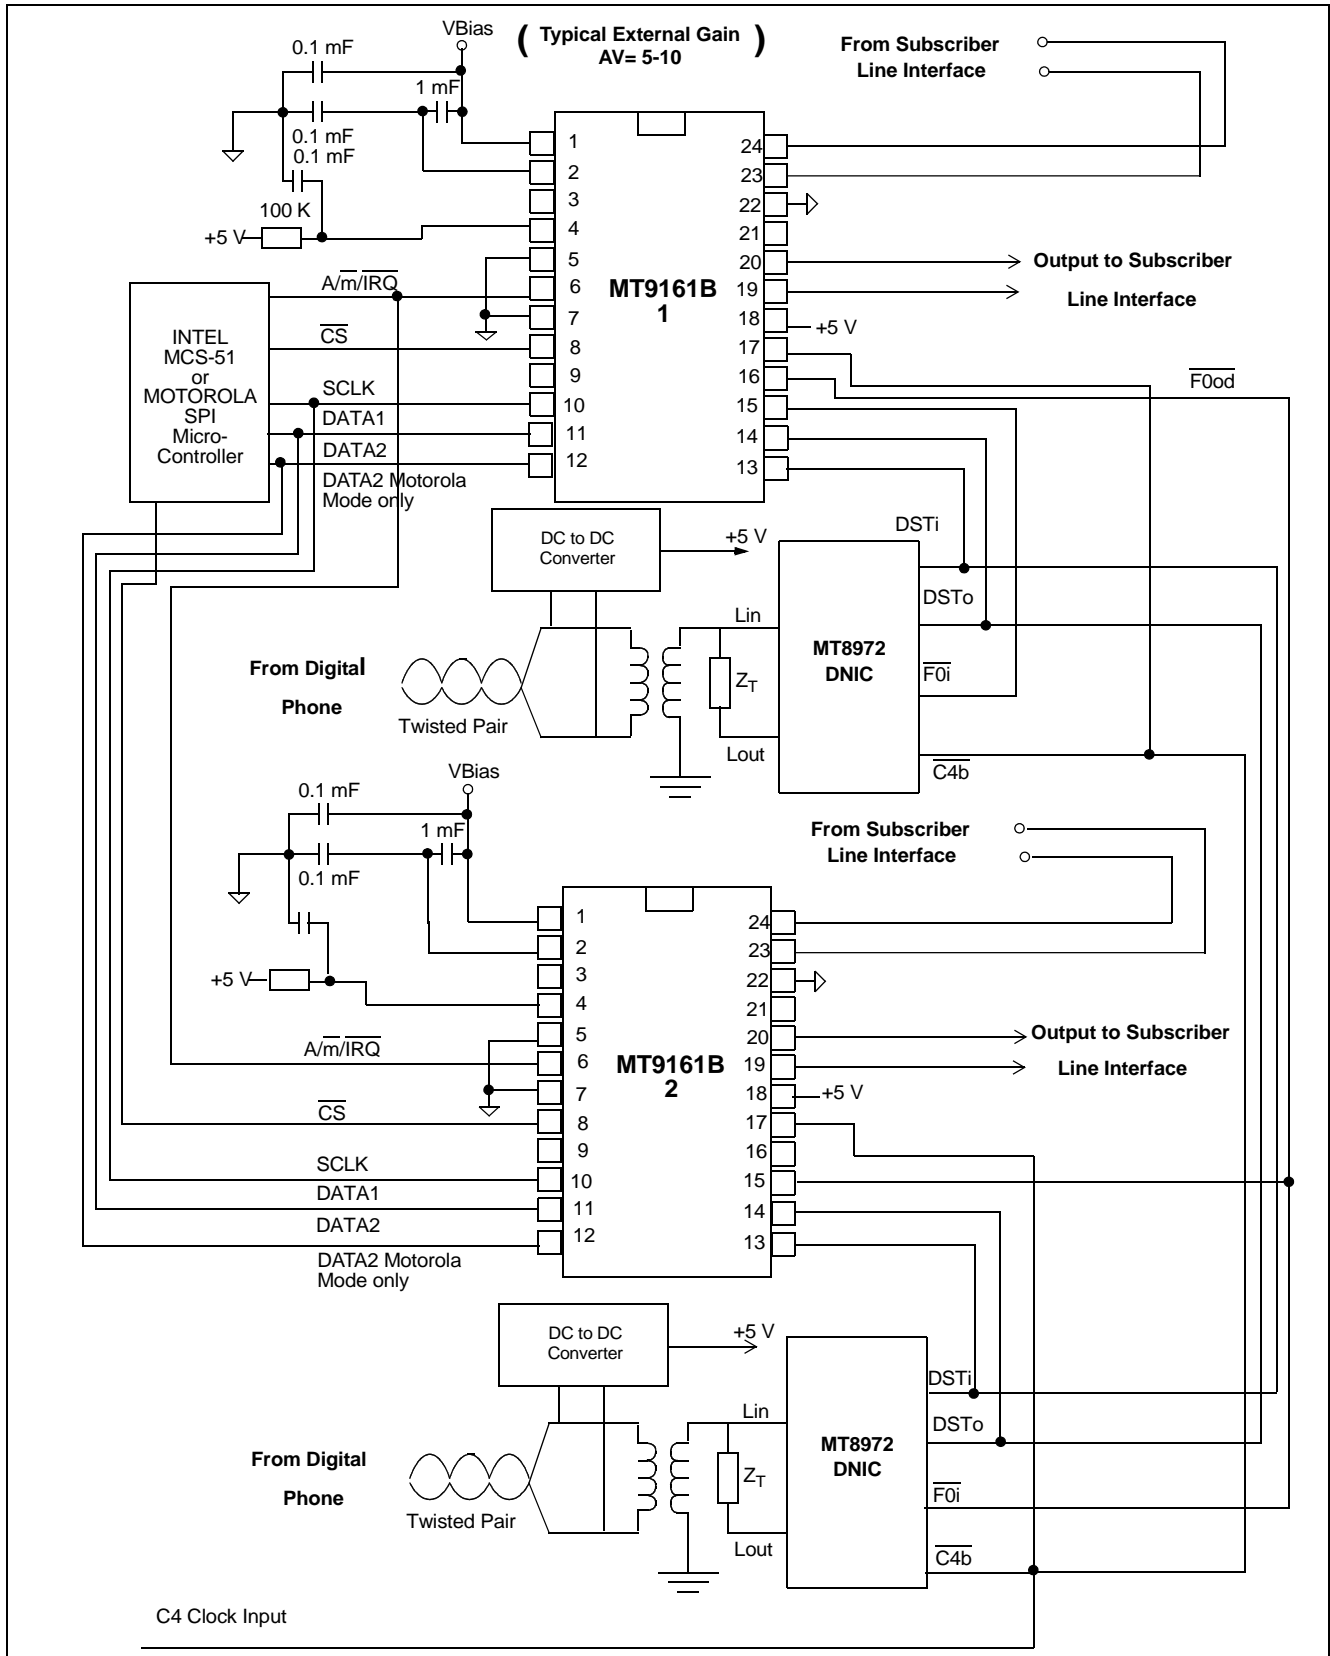 VBias
( Typical External Gain )
AV= 5-10
0.1 mF
1 mF
0.1 mF
0.1 mF
100 K
+5 V
From Subscriber
Line Interface
1
2
3
4
5
6
7
8
9
10
11
12
MT9161B
1
24
23
22
21
20
19
18
17
16
15
14
13
Output to Subscriber
Line Interface
+5 V
F0od
INTEL
MCS-51
or
MOTOROLA
SPI
Micro-
Controller
A/m/IRQ
CS
SCLK
DATA1
DATA2
DATA2 Motorola
Mode only
DC to DC
Converter
+5 V
From Digital
Phone
Twisted Pair
Lin
ZT
Lout
MT8972
DNIC
DSTi
DSTo
F0i
C4b
VBias
0.1 mF
1 mF
0.1 mF
+5 V
From Subscriber
Line Interface
1
2
3
4
5
6
7
8
9
10
11
12
MT9161B
2
24
23
22
21
20
19
18
17
16
15
14
13
Output to Subscriber
Line Interface
+5 V
A/m/IRQ
CS
SCLK
DATA1
DATA2
DATA2 Motorola
Mode only
DC to DC
Converter
+5 V
From Digital
Phone
Twisted Pair
Lin
ZT
Lout
MT8972
DNIC
DSTi
DSTo
F0i
C4b
C4 Clock Input